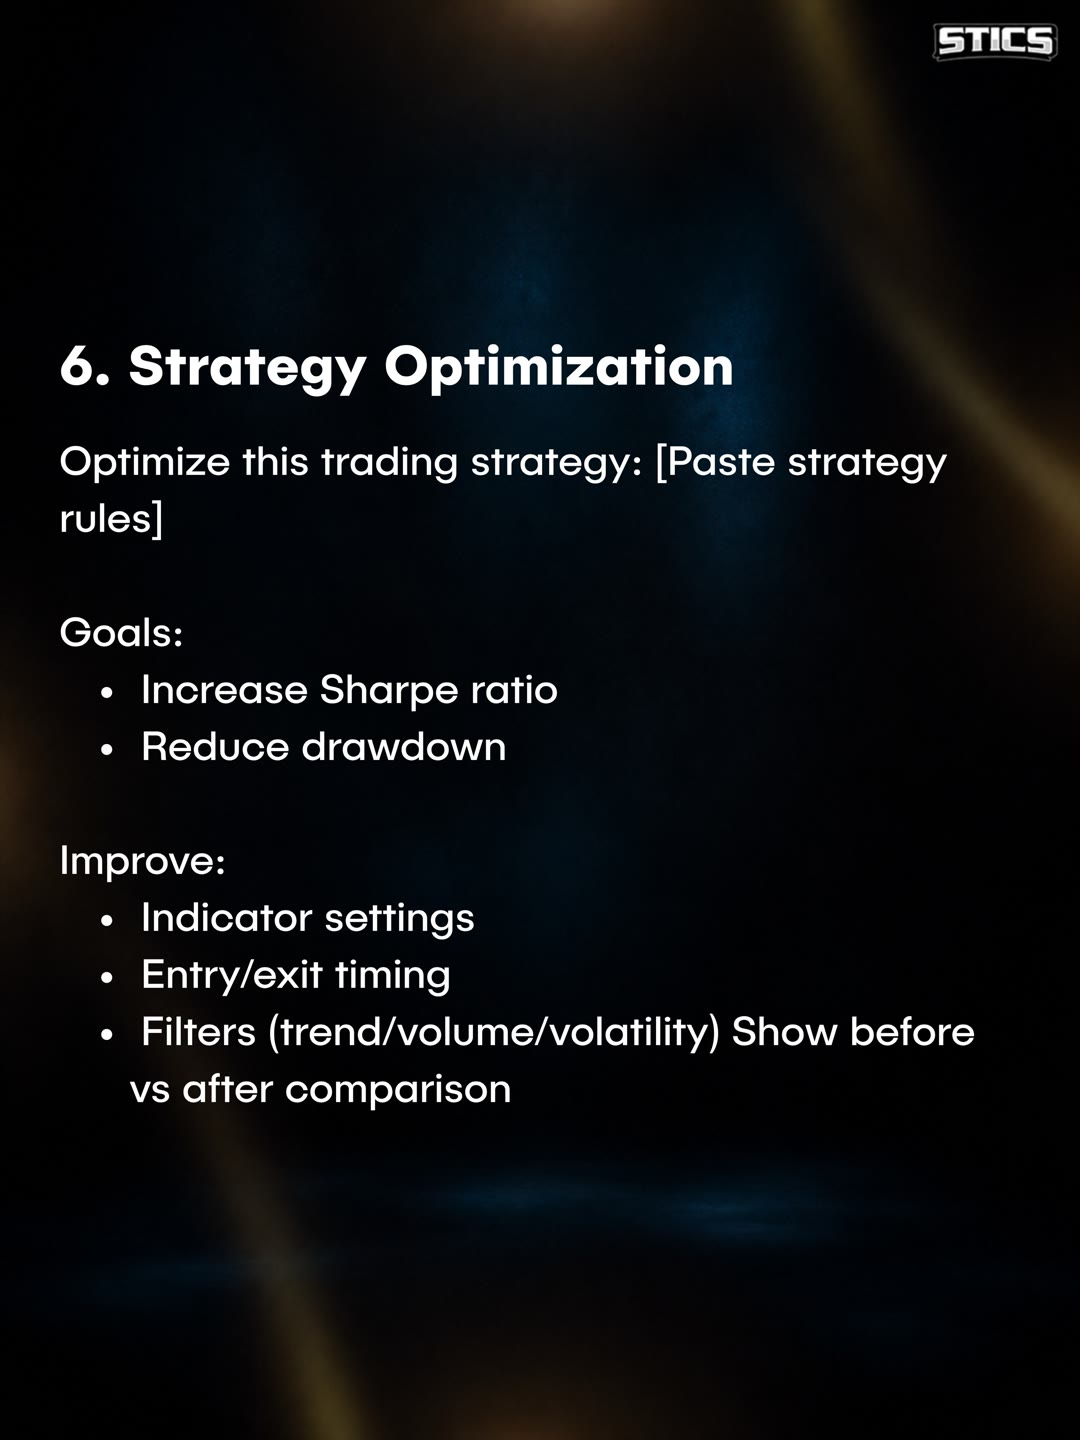 STICS
6. Strategy Optimization
Optimize this trading strategy: [Paste strategy
rules]
Goals:
• Increase Sharpe ratio
• Reduce drawdown
Improve:
• Indicator settings
• Entry/exit timing
• Filters (trend/volume/volatility) Show before
vs after comparison